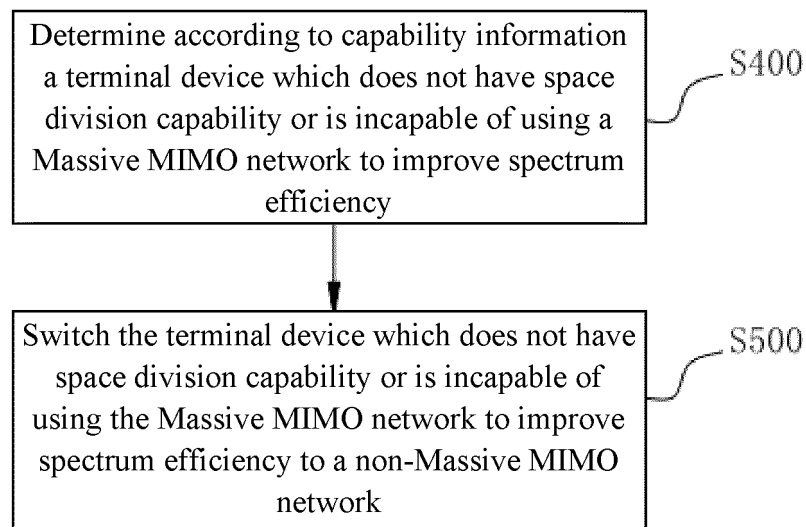 Determine according to capability information
a terminal device which does not have space
division capability or is incapable of using a
Massive MIMO network to improve spectrum
efficiency
S400
Switch the terminal device which does not have
space division capability or is incapable of
using the Massive MIMO network to improve
spectrum efficiency to a non-Massive MIMO
network
S500